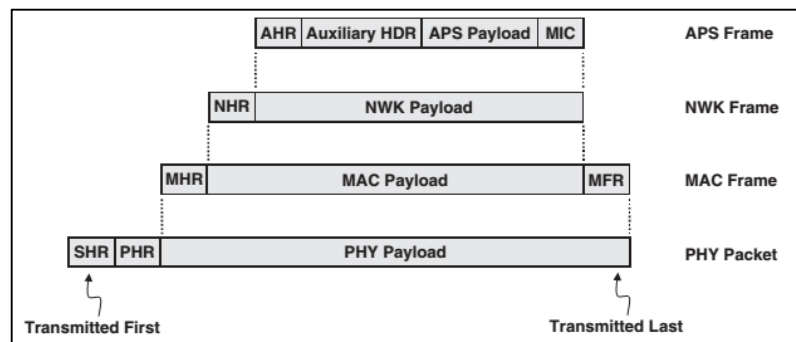 AHR Auxiliary HDR APS Payload MIC APS Frame
NHR NWK Payload NWK Frame
MHR MAC Payload MFR MAC Frame
SHR PHR PHY Payload PHY Packet
Transmitted First Transmitted Last